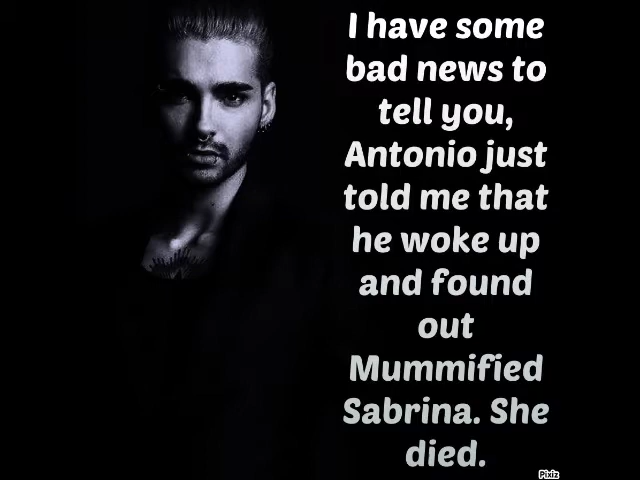 I have some
bad news to
tell you,
Antonio just
told me that
he woke up
and found
out
Mummified
Sabrina. She
died.
Pixiz